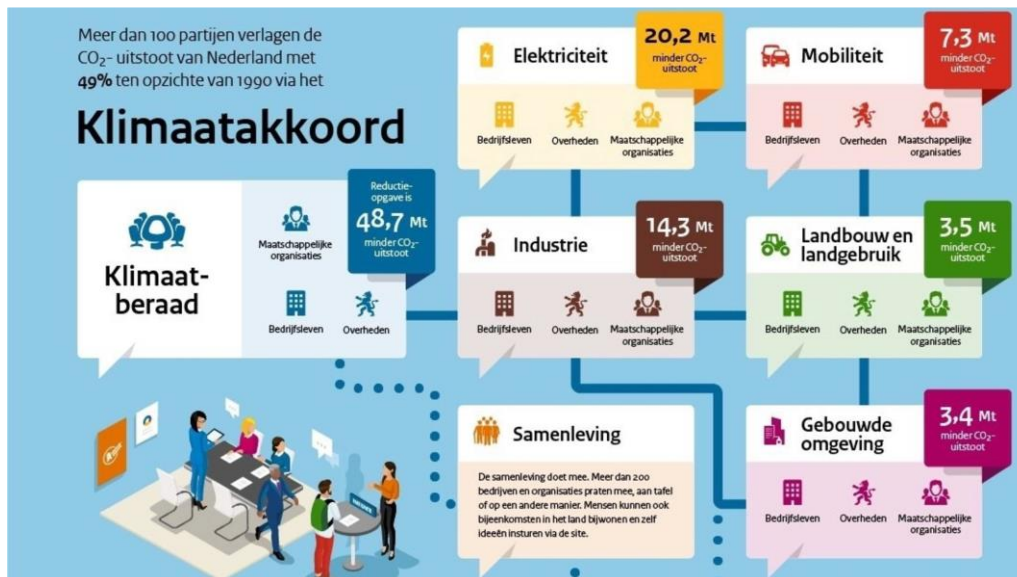 Meer dan 100 partijen verlagen de
CO₂- uitstoot van Nederland met
49% ten opzichte van 1990 via het
Klimaatakkoord
Klimaat-
beraad
Maatschappelijke
organisaties
Bedrijfsleven
Overheden
Reductie-
opgave is
48,7 Mt
minder CO₂-
uitstoot
Elektriciteit
20,2 Mt
minder CO₂-
uitstoot
Bedrijfsleven
Overheden
Maatschappelijke
organisaties
Mobiliteit
7,3 Mt
minder CO₂-
uitstoot
Bedrijfsleven
Overheden
Maatschappelijke
organisaties
Industrie
14,3 Mt
minder CO₂-
uitstoot
Bedrijfsleven
Overheden
Maatschappelijke
organisaties
Landbouw en
landgebruik
3,5 Mt
minder CO₂-
uitstoot
Bedrijfsleven
Overheden
Maatschappelijke
organisaties
Samenleving
De samenleving doet mee. Meer dan 200
bedrijven en organisaties praten mee, aan tafel
of op een andere manier. Mensen kunnen ook
bijeenkomsten in het land bijwonen en zelf
ideeën insturen via de site.
Gebouwde
omgeving
3,4 Mt
minder CO₂-
uitstoot
Bedrijfsleven
Overheden
Maatschappelijke
organisaties